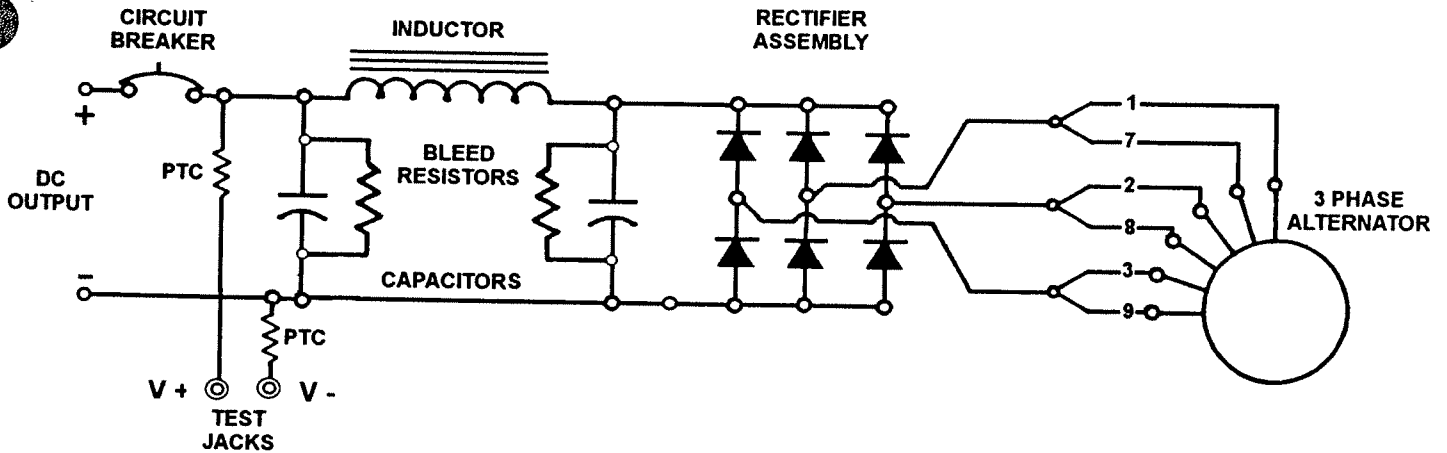 CIRCUIT
BREAKER
INDUCTOR
RECTIFIER
ASSEMBLY
+
PTC
BLEED
RESISTORS
DC
OUTPUT
1
7
2
8
3
9
3 PHASE
ALTERNATOR
−
CAPACITORS
PTC
V +
V -
TEST
JACKS